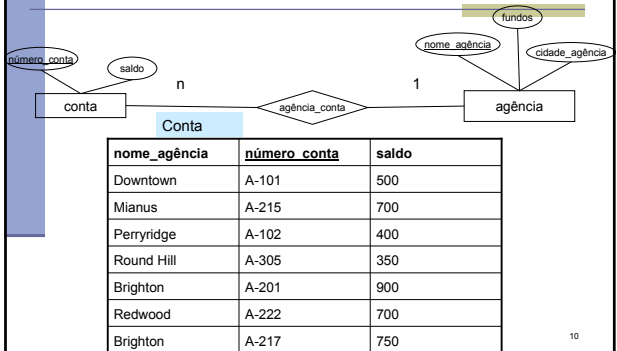 fundos
nome_agência
cidade_agência
número_conta
saldo
n
1
conta
agência_conta
agência
Conta
nome_agência número_conta saldo
Downtown A-101 500
Mianus A-215 700
Perryridge A-102 400
Round Hill A-305 350
Brighton A-201 900
Redwood A-222 700
Brighton A-217 750
10